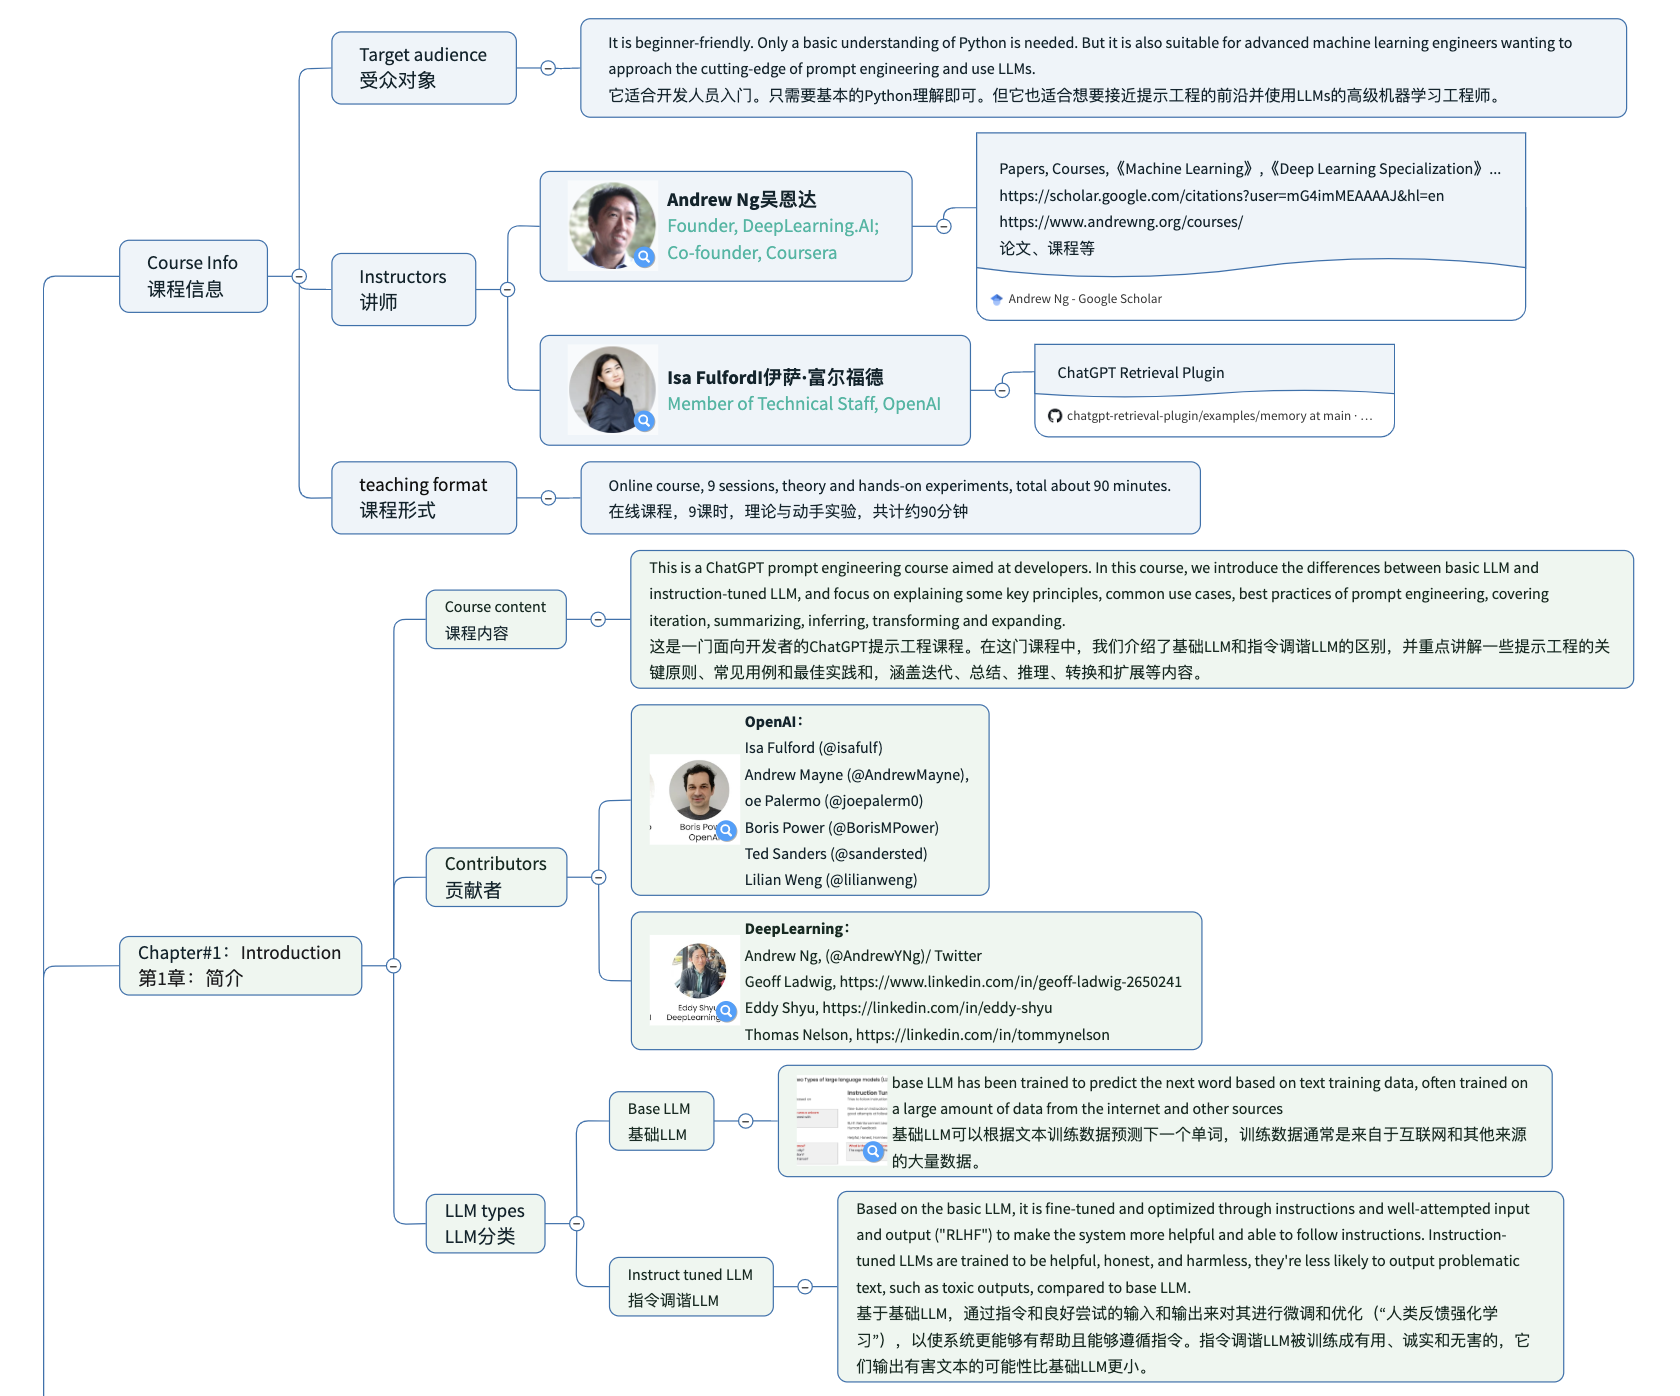 Target audience
受众对象
It is beginner-friendly. Only a basic understanding of Python is needed. But it is also suitable for advanced machine learning engineers wanting to
approach the cutting-edge of prompt engineering and use LLMs.
它适合开发人员入门。只需要基本的Python理解即可。但它也适合想要接近提示工程的前沿并使用LLMs的高级机器学习工程师。
Course Info
课程信息
Instructors
讲师
Andrew Ng吴恩达
Founder, DeepLearning.AI;
Co-founder, Coursera
Papers, Courses,《Machine Learning》,《Deep Learning Specialization》...
https://scholar.google.com/citations?user=mG4imMEAAAAJ&hl=en
https://www.andrewng.org/courses/
论文、课程等
Andrew Ng - Google Scholar
Isa FulfordI伊萨·富尔福德
Member of Technical Staff, OpenAI
ChatGPT Retrieval Plugin
chatgpt-retrieval-plugin/examples/memory at main · ...
teaching format
课程形式
Online course, 9 sessions, theory and hands-on experiments, total about 90 minutes.
在线课程，9课时，理论与动手实验，共计约90分钟
Chapter#1：Introduction
第1章：简介
Course content
课程内容
This is a ChatGPT prompt engineering course aimed at developers. In this course, we introduce the differences between basic LLM and
instruction-tuned LLM, and focus on explaining some key principles, common use cases, best practices of prompt engineering, covering
iteration, summarizing, inferring, transforming and expanding.
这是一门面向开发者的ChatGPT提示工程课程。在这门课程中，我们介绍了基础LLM和指令调谐LLM的区别，并重点讲解一些提示工程的关
键原则、常见用例和最佳实践和，涵盖迭代、总结、推理、转换和扩展等内容。
Contributors
贡献者
OpenAI：
Isa Fulford (@isafulf)
Andrew Mayne (@AndrewMayne),
oe Palermo (@joepalerm0)
Boris Power (@BorisMPower)
Ted Sanders (@sandersted)
Lilian Weng (@lilianweng)
Boris Pow
OpenA
DeepLearning：
Andrew Ng, (@AndrewYNg)/ Twitter
Geoff Ladwig, https://www.linkedin.com/in/geoff-ladwig-2650241
Eddy Shyu, https://linkedin.com/in/eddy-shyu
Thomas Nelson, https://linkedin.com/in/tommynelson
Eddy Shyu
DeepLearning
LLM types
LLM分类
Base LLM
基础LLM
base LLM has been trained to predict the next word based on text training data, often trained on
a large amount of data from the internet and other sources
基础LLM可以根据文本训练数据预测下一个单词，训练数据通常是来自于互联网和其他来源
的大量数据。
Instruct tuned LLM
指令调谐LLM
Based on the basic LLM, it is fine-tuned and optimized through instructions and well-attempted input
and output ("RLHF") to make the system more helpful and able to follow instructions. Instruction-
tuned LLMs are trained to be helpful, honest, and harmless, they're less likely to output problematic
text, such as toxic outputs, compared to base LLM.
基于基础LLM，通过指令和良好尝试的输入和输出来对其进行微调和优化（“人类反馈强化学
习”），以使系统更能够有帮助且能够遵循指令。指令调谐LLM被训练成有用、诚实和无害的，它
们输出有害文本的可能性比基础LLM更小。